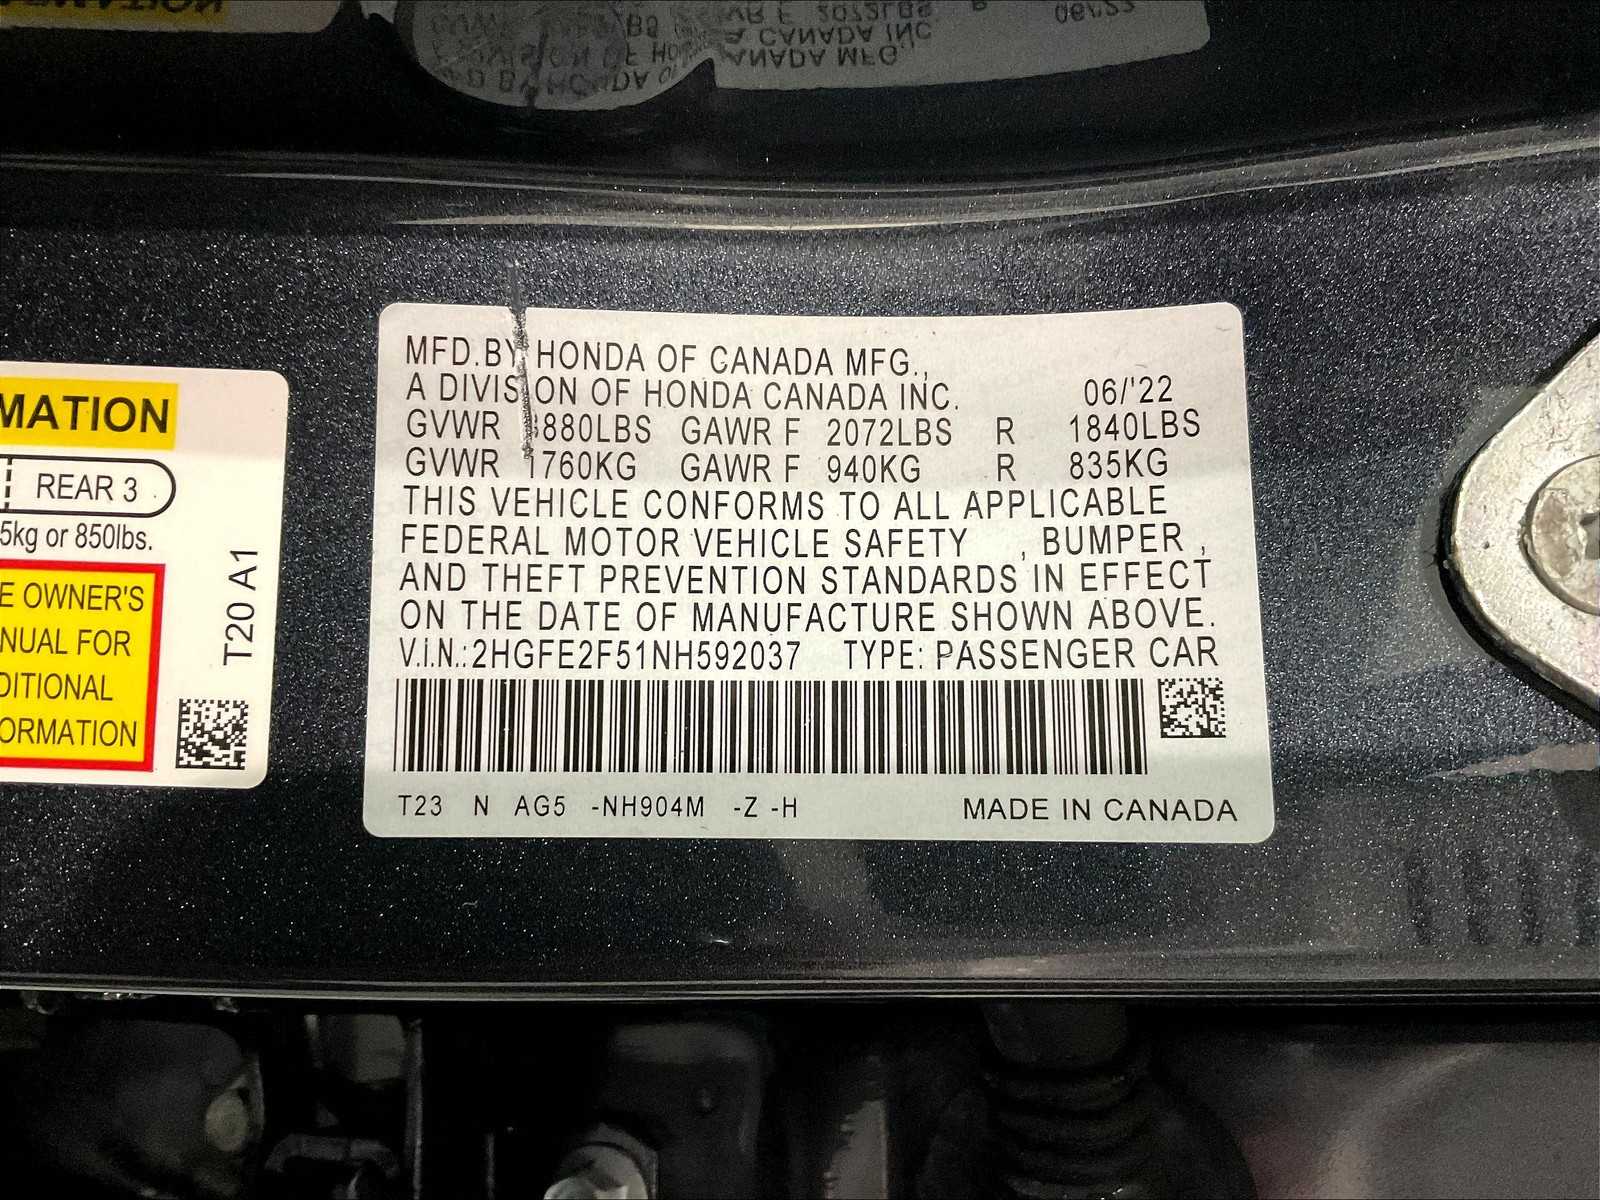 MATION
REAR 3
5kg or 850lbs.
E OWNER'S
NUAL FOR
DITIONAL
ORMATION
T20 A1
MFD.BY HONDA OF CANADA MFG.,
A DIVISION OF HONDA CANADA INC. 06/'22
GVWR 880LBS GAWR F 2072LBS R 1840LBS
GVWR 1760KG GAWR F 940KG R 835KG
THIS VEHICLE CONFORMS TO ALL APPLICABLE
FEDERAL MOTOR VEHICLE SAFETY , BUMPER ,
AND THEFT PREVENTION STANDARDS IN EFFECT
ON THE DATE OF MANUFACTURE SHOWN ABOVE.
V.I.N.:2HGFE2F51NH592037 TYPE: PASSENGER CAR
T23 N AG5 -NH904M -Z -H MADE IN CANADA